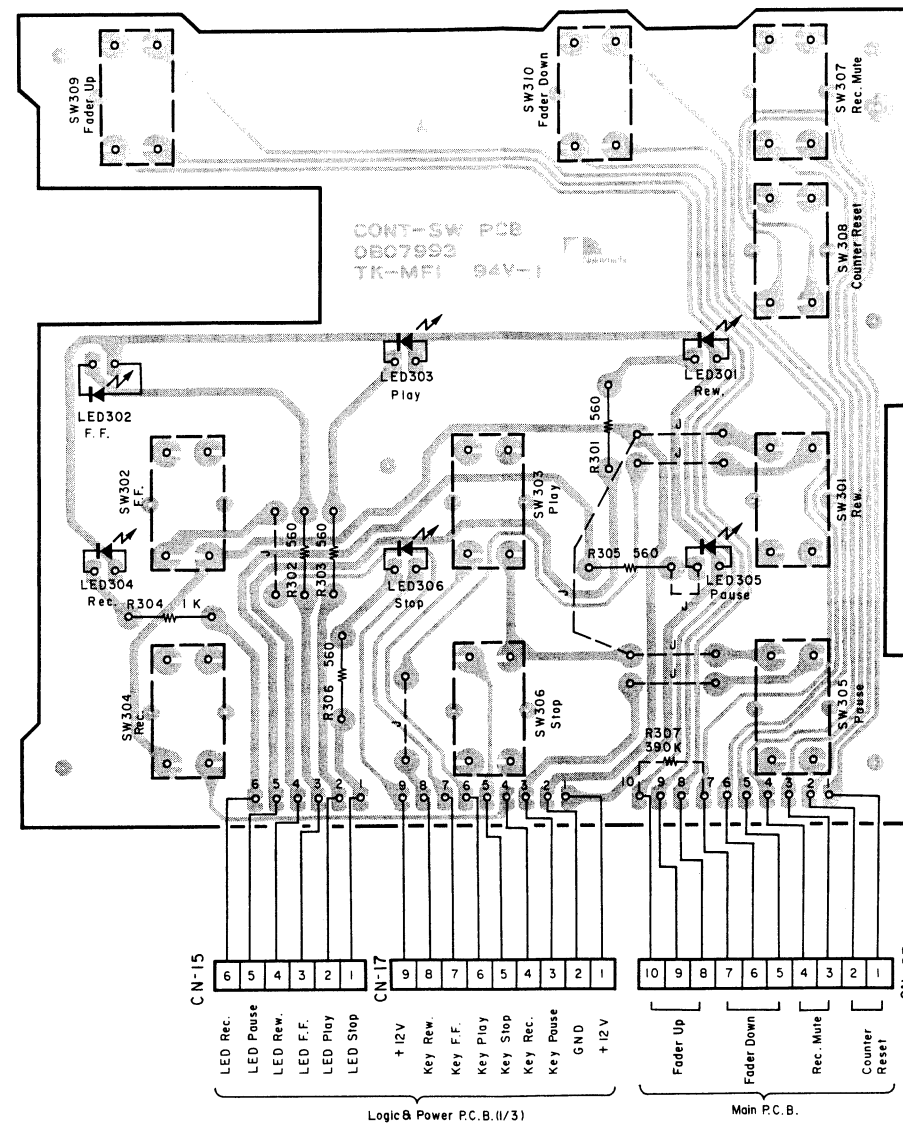 SW309
Fader Up
SW310
Fader Down
SW307
Rec. Mute
SW308
Counter Reset
CONT-SW PCB
0B07993
TK-MFI 94V-1
LED302
F. F.
LED303
Play
LED301
Rew.
SW302
F.F.
SW303
Play
560
R301
J
J
SW301
Rew.
LED304
Rec.
J
560
R302
560
R303
LED306
Stop
R305 560
J
LED305
Pause
J
R304 1 K
SW304
Rec.
560
R306
J
SW306
Stop
J
J
R307
390K
SW305
Pause
6 5 4 3 2 1
9 8 7 6 5 4 3 2 1
10 9 8 7 6 5 4 3 2 1
CN-15
6 5 4 3 2 1
CN-17
9 8 7 6 5 4 3 2 1
10 9 8 7 6 5 4 3 2 1
LED Rec.
LED Pause
LED Rew.
LED F.F.
LED Play
LED Stop
+12V
Key Rew.
Key F.F.
Key Play
Key Stop
Key Rec.
Key Pause
GND
+12V
Fader Up
Fader Down
Rec. Mute
Counter
Reset
Logic & Power P.C.B.(1/3)
Main P.C.B.